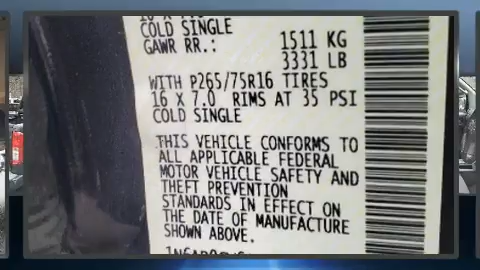 COLD SINGLE
GAWR RR.: 1511 KG
3331 LB
WITH P265/75R16 TIRES
16 X 7.0 RIMS AT 35 PSI
COLD SINGLE
THIS VEHICLE CONFORMS TO
ALL APPLICABLE FEDERAL
MOTOR VEHICLE SAFETY AND
THEFT PREVENTION
STANDARDS IN EFFECT ON
THE DATE OF MANUFACTURE
SHOWN ABOVE.